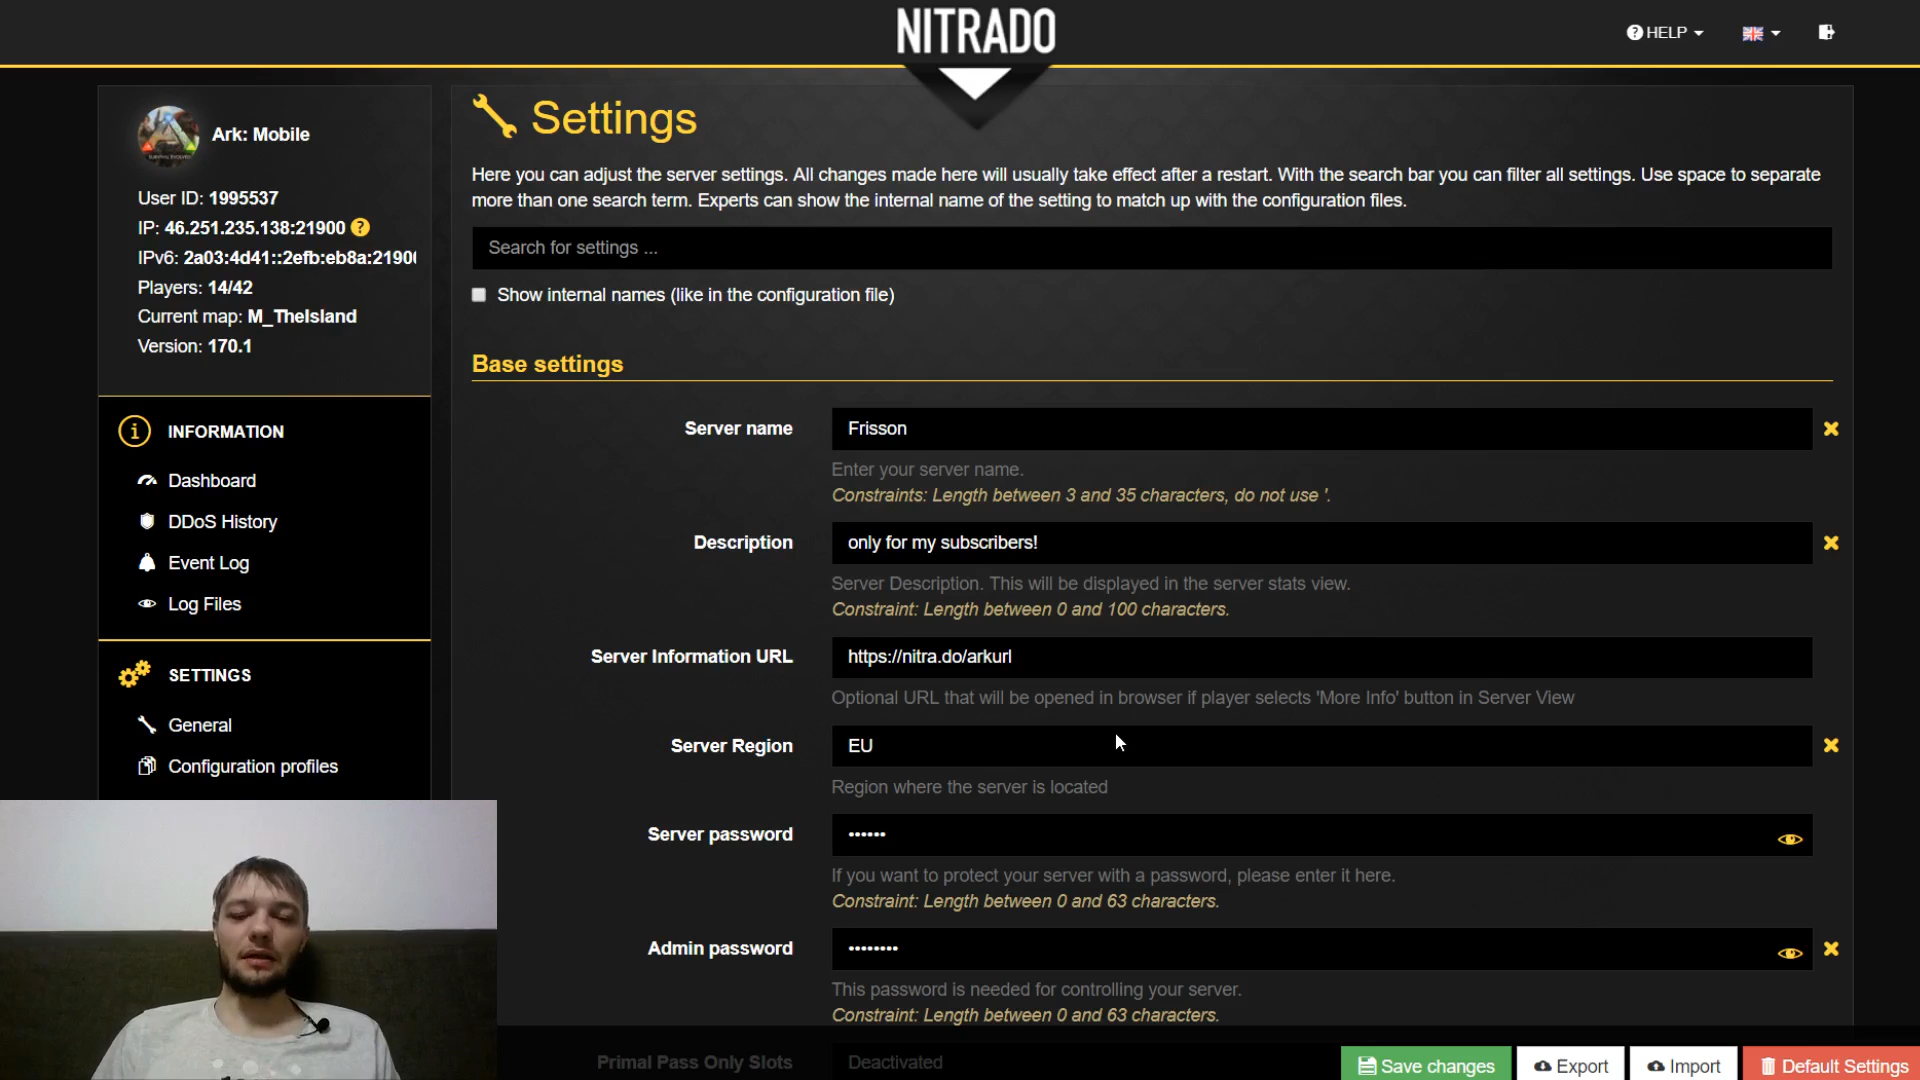 NITRADO
HELP
Ark: Mobile
User ID: 1995537
IP: 46.251.235.138:21900
IPv6: 2a03:4d41::2efb:eb8a:2190
Players: 14/42
Current map: M_TheIsland
Version: 170.1
INFORMATION
Dashboard
DDoS History
Event Log
Log Files
SETTINGS
General
Configuration profiles
Settings
Here you can adjust the server settings. All changes made here will usually take effect after a restart. With the search bar you can filter all settings. Use space to separate
more than one search term. Experts can show the internal name of the setting to match up with the configuration files.
Search for settings ...
Show internal names (like in the configuration file)
Base settings
Server name Frisson
Enter your server name.
Constraints: Length between 3 and 35 characters, do not use '.
Description only for my subscribers!
Server Description. This will be displayed in the server stats view.
Constraint: Length between 0 and 100 characters.
Server Information URL https://nitra.do/arkurl
Optional URL that will be opened in browser if player selects 'More Info' button in Server View
Server Region EU
Region where the server is located
Server password ••••••
If you want to protect your server with a password, please enter it here.
Constraint: Length between 0 and 63 characters.
Admin password ••••••••
This password is needed for controlling your server.
Constraint: Length between 0 and 63 characters.
Primal Pass Only Slots Deactivated
Save changes Export Import Default Settings